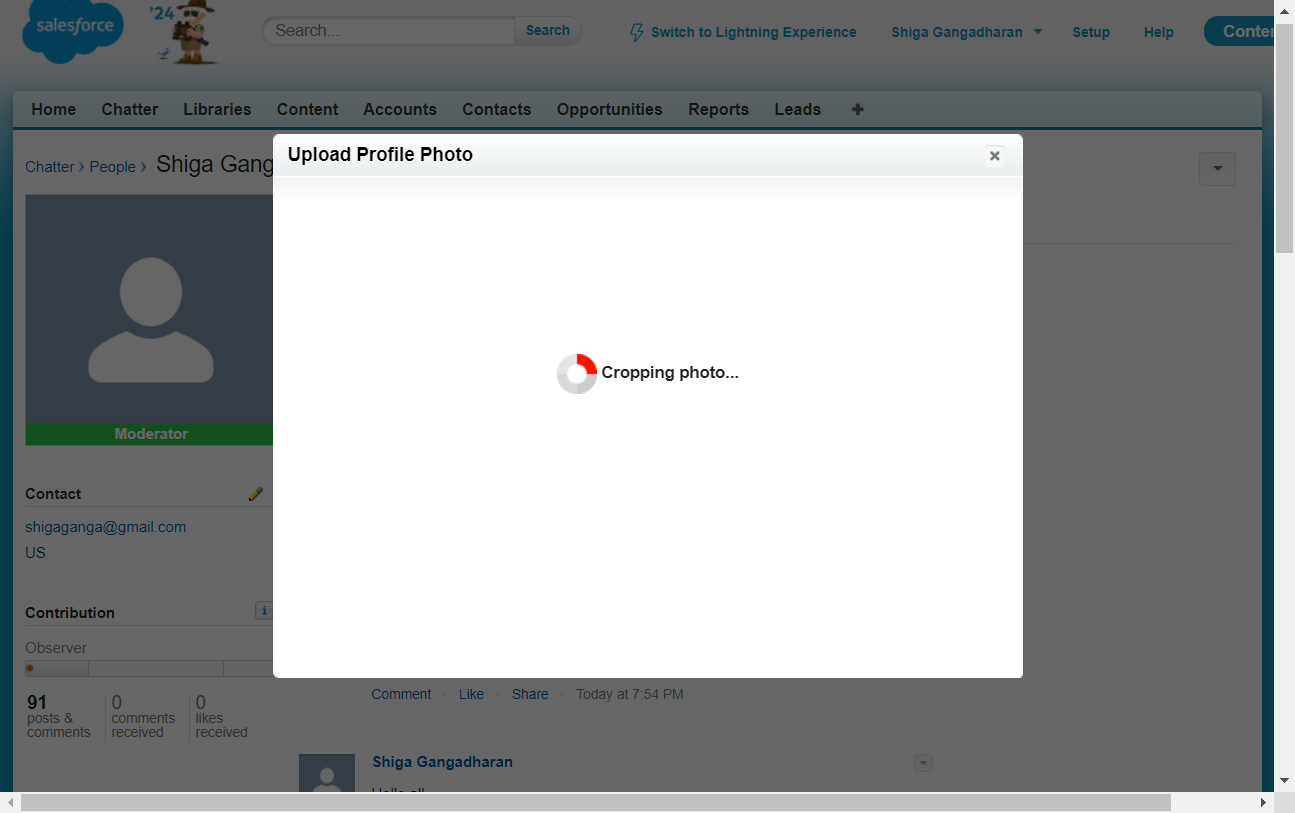 salesforce
'24
Search... Search
Switch to Lightning Experience
Shiga Gangadharan
Setup
Help
Home Chatter Libraries Content Accounts Contacts Opportunities Reports Leads
Chatter › People › Shiga Gang
Upload Profile Photo
Cropping photo...
Moderator
Contact
shigaganga@gmail.com
US
Contribution
Observer
91
posts &
comments
0
comments
received
0
likes
received
Comment · Like · Share · Today at 7:54 PM
Shiga Gangadharan